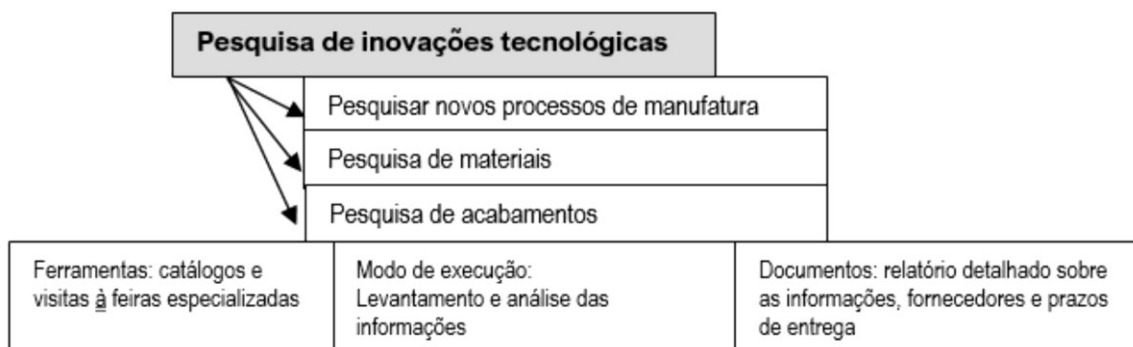 Pesquisa de inovações tecnológicas
Pesquisar novos processos de manufatura
Pesquisa de materiais
Pesquisa de acabamentos
Ferramentas: catálogos e
visitas à feiras especializadas
Modo de execução:
Levantamento e análise das
informações
Documentos: relatório detalhado sobre
as informações, fornecedores e prazos
de entrega